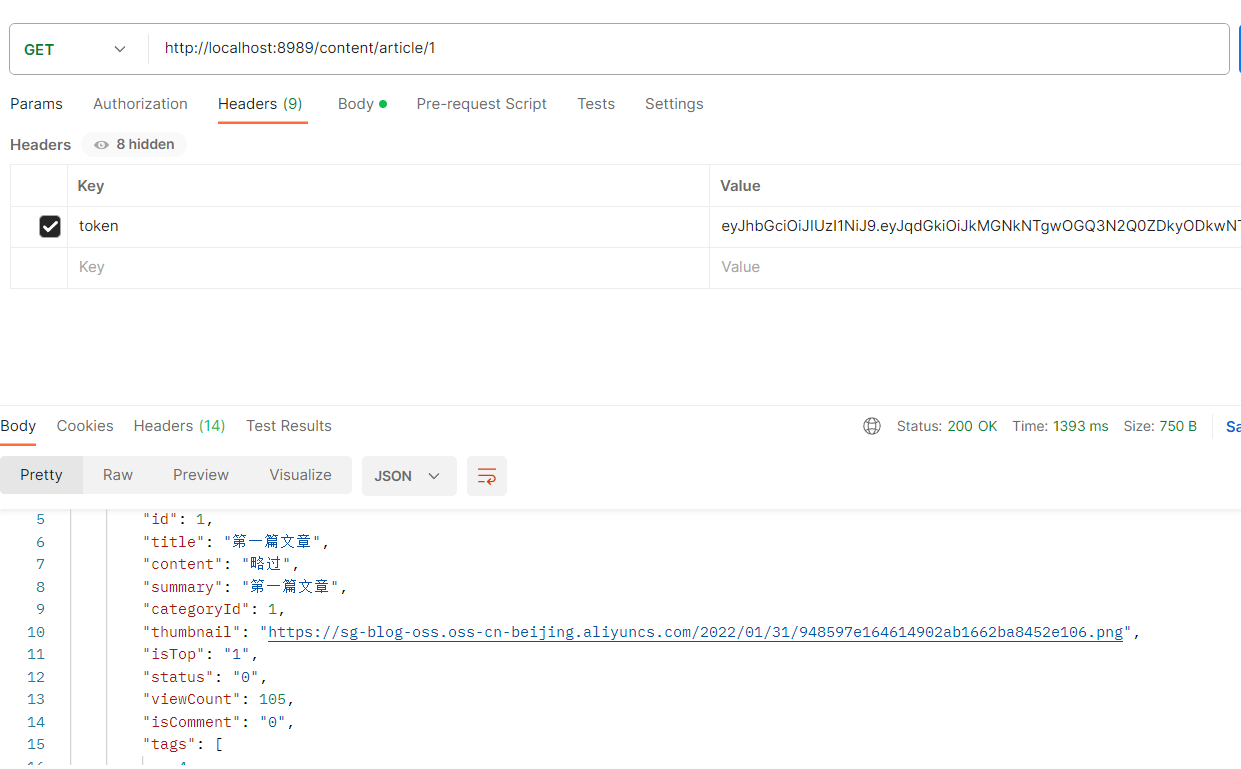 GET http://localhost:8989/content/article/1
Params Authorization Headers (9) Body Pre-request Script Tests Settings
Headers 8 hidden
Key Value
token eyJhbGciOiJIUzI1NiJ9.eyJqdGkiOiJkMGNkNTgwOGQ3N2Q0ZDkyODkwNT
Key Value
Body Cookies Headers (14) Test Results Status: 200 OK Time: 1393 ms Size: 750 B Sa
Pretty Raw Preview Visualize JSON
5 "id": 1,
6 "title": "第一篇文章",
7 "content": "略过",
8 "summary": "第一篇文章",
9 "categoryId": 1,
10 "thumbnail": "https://sg-blog-oss.oss-cn-beijing.aliyuncs.com/2022/01/31/948597e164614902ab1662ba8452e106.png",
11 "isTop": "1",
12 "status": "0",
13 "viewCount": 105,
14 "isComment": "0",
15 "tags": [